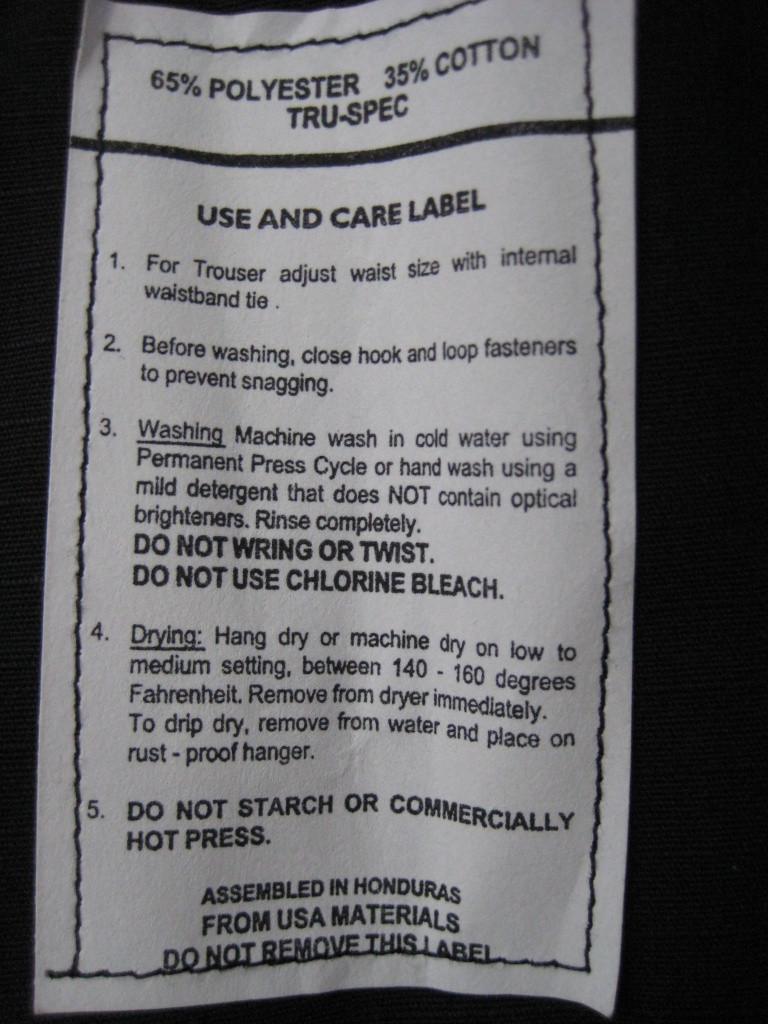 65% POLYESTER 35% COTTON
TRU-SPEC
USE AND CARE LABEL
1. For Trouser adjust waist size with internal
waistband tie .
2. Before washing, close hook and loop fasteners
to prevent snagging.
3. Washing Machine wash in cold water using
Permanent Press Cycle or hand wash using a
mild detergent that does NOT contain optical
brighteners. Rinse completely.
DO NOT WRING OR TWIST.
DO NOT USE CHLORINE BLEACH.
4. Drying: Hang dry or machine dry on low to
medium setting, between 140 - 160 degrees
Fahrenheit. Remove from dryer immediately.
To drip dry, remove from water and place on
rust - proof hanger.
5. DO NOT STARCH OR COMMERCIALLY
HOT PRESS.
ASSEMBLED IN HONDURAS
FROM USA MATERIALS
DO NOT REMOVE THIS LABEL